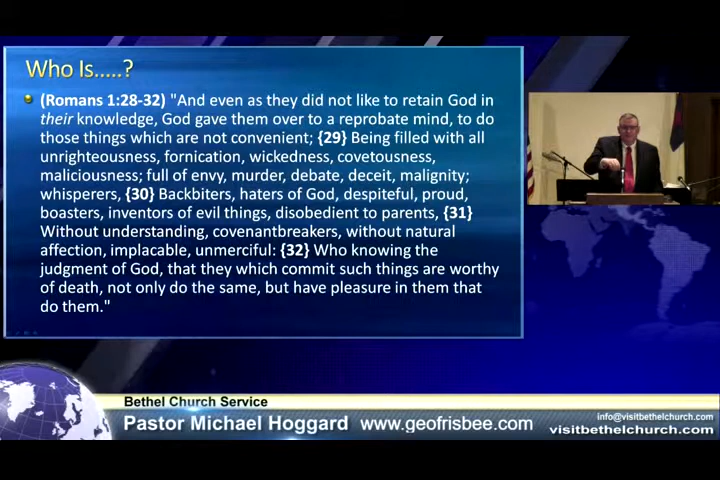 Who Is.....?
(Romans 1:28-32) "And even as they did not like to retain God in
their knowledge, God gave them over to a reprobate mind, to do
those things which are not convenient; {29} Being filled with all
unrighteousness, fornication, wickedness, covetousness,
maliciousness; full of envy, murder, debate, deceit, malignity;
whisperers, {30} Backbiters, haters of God, despiteful, proud,
boasters, inventors of evil things, disobedient to parents, {31}
Without understanding, covenantbreakers, without natural
affection, implacable, unmerciful: {32} Who knowing the
judgment of God, that they which commit such things are worthy
of death, not only do the same, but have pleasure in them that
do them."
Bethel Church Service
Pastor Michael Hoggard www.geofrisbee.com
info@visitbethelchurch.com
visitbethelchurch.com